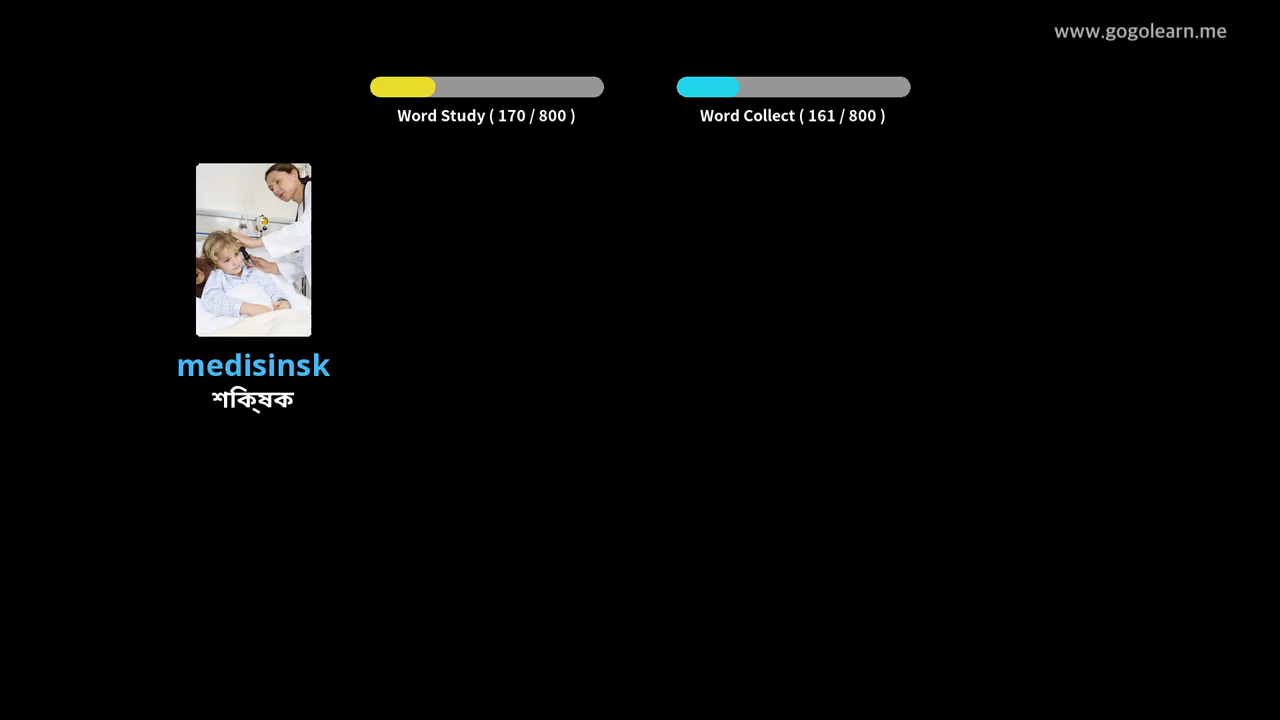 www.gogolearn.me
Word Study ( 170 / 800 )
Word Collect ( 161 / 800 )
medisinsk
শকি্ষক